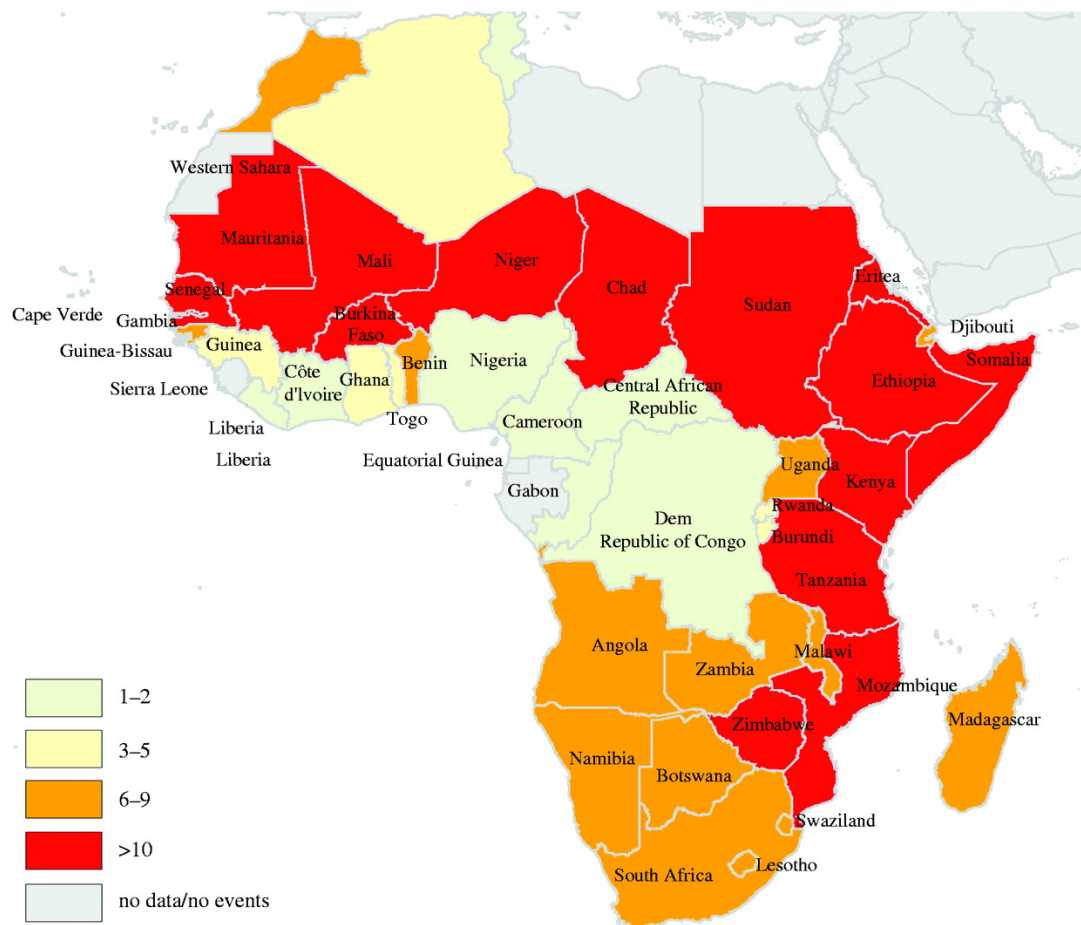 Western Sahara
Mauritania
Mali
Niger
Chad
Sudan
Eritea
Senegal
Burkina
Faso
Cape Verde
Gambia
Djibouti
Guinea-Bissau
Guinea
Benin
Nigeria
Somalia
Côte
d'Ivoire
Ghana
Ethiopia
Sierra Leone
Central African
Republic
Togo
Cameroon
Liberia
Liberia
Equatorial Guinea
Uganda
Kenya
Gabon
Rwanda
Dem
Republic of Congo
Burundi
Tanzania
Angola
Malawi
Zambia
Mozambique
Madagascar
Zimbabwe
Namibia
Botswana
Swaziland
Lesotho
South Africa
1–2
3–5
6–9
>10
no data/no events